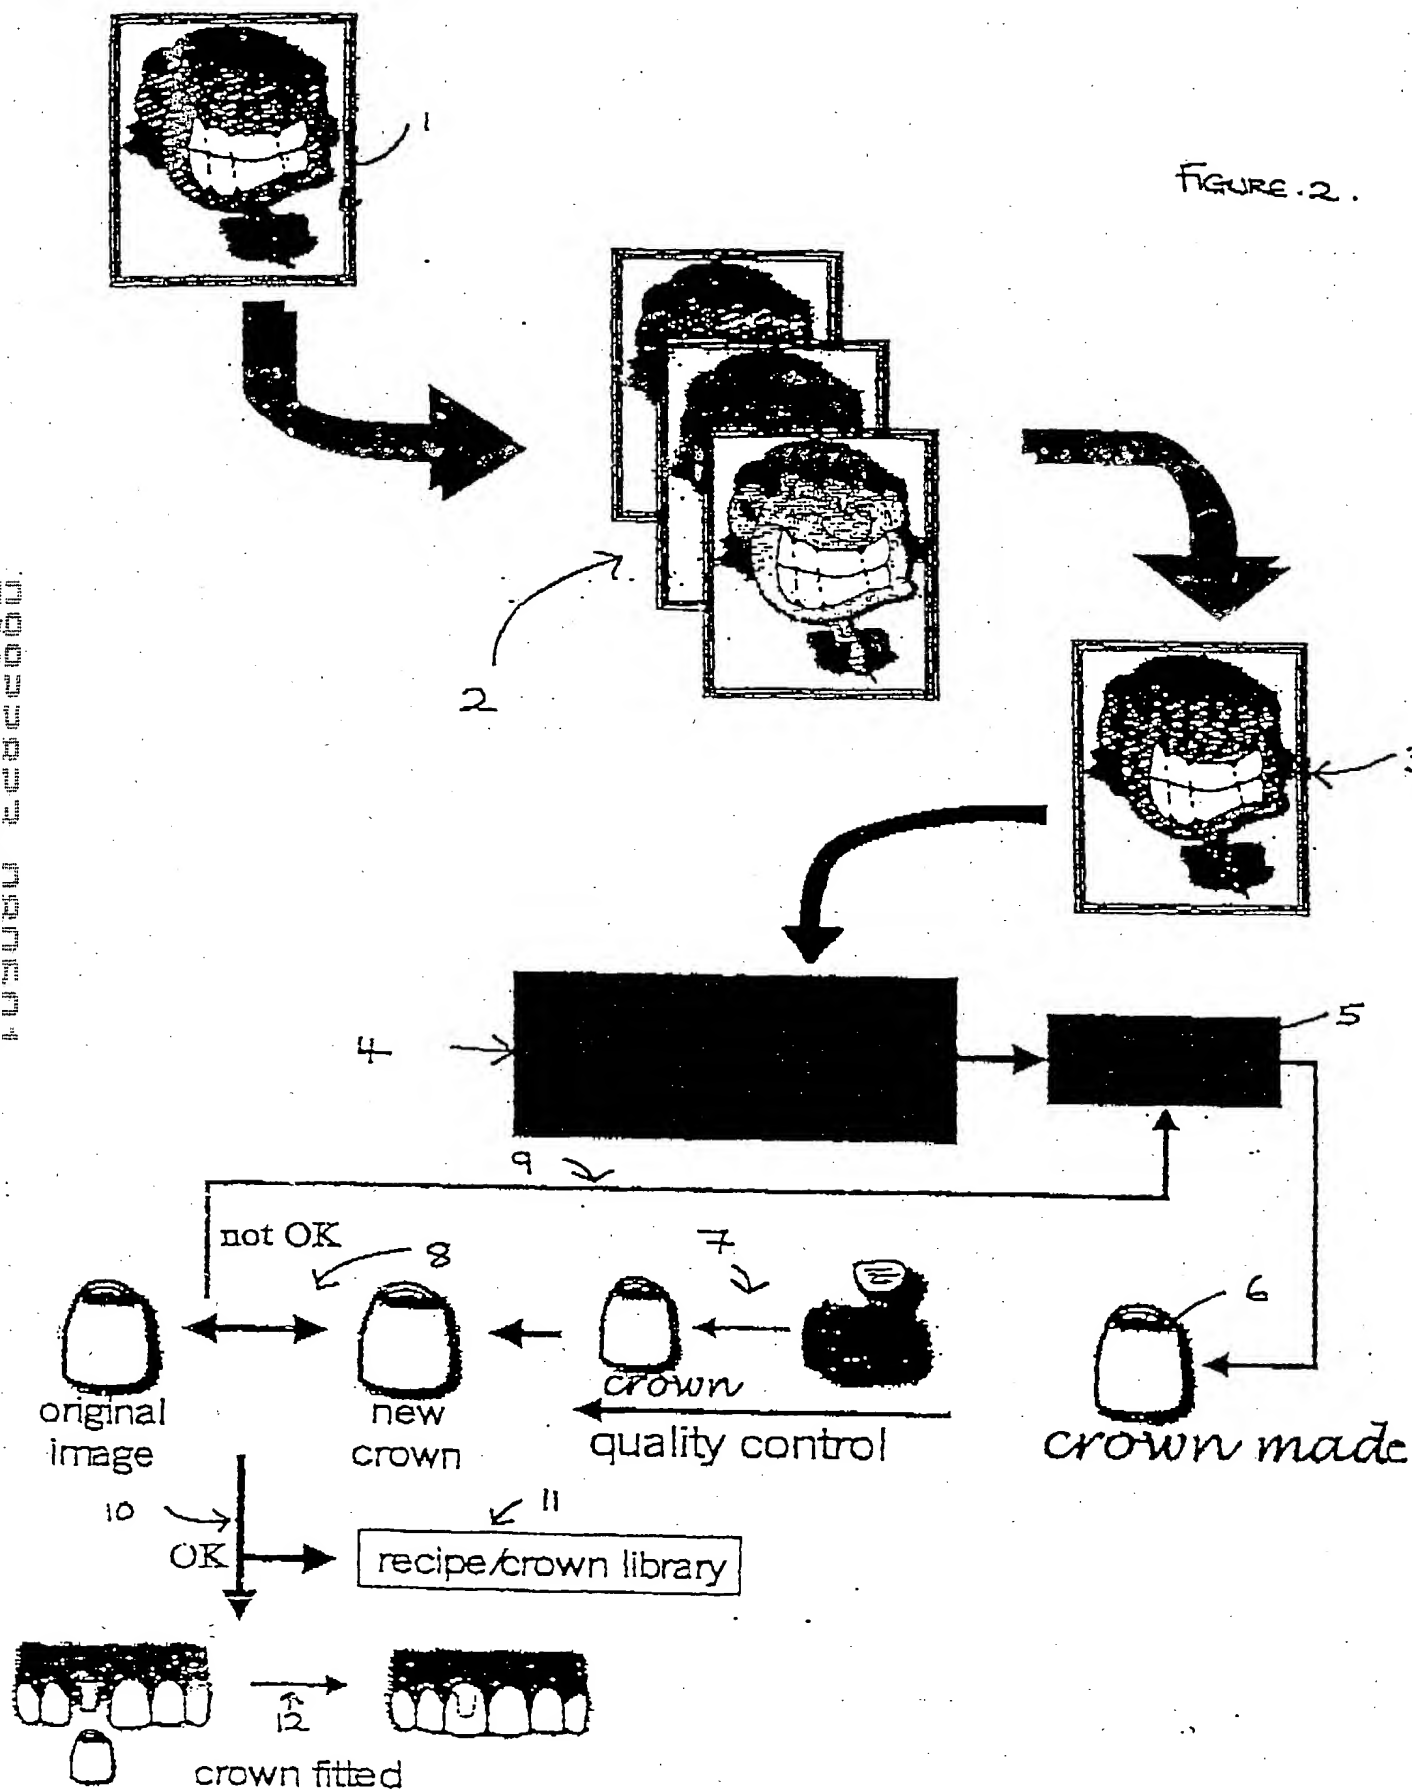 1
FIGURE.2.
2
3
4
5
9
not OK
8
7
6
crown
original
image
new
crown
quality control
crown made
10
11
OK
recipe/crown library
12
crown fitted